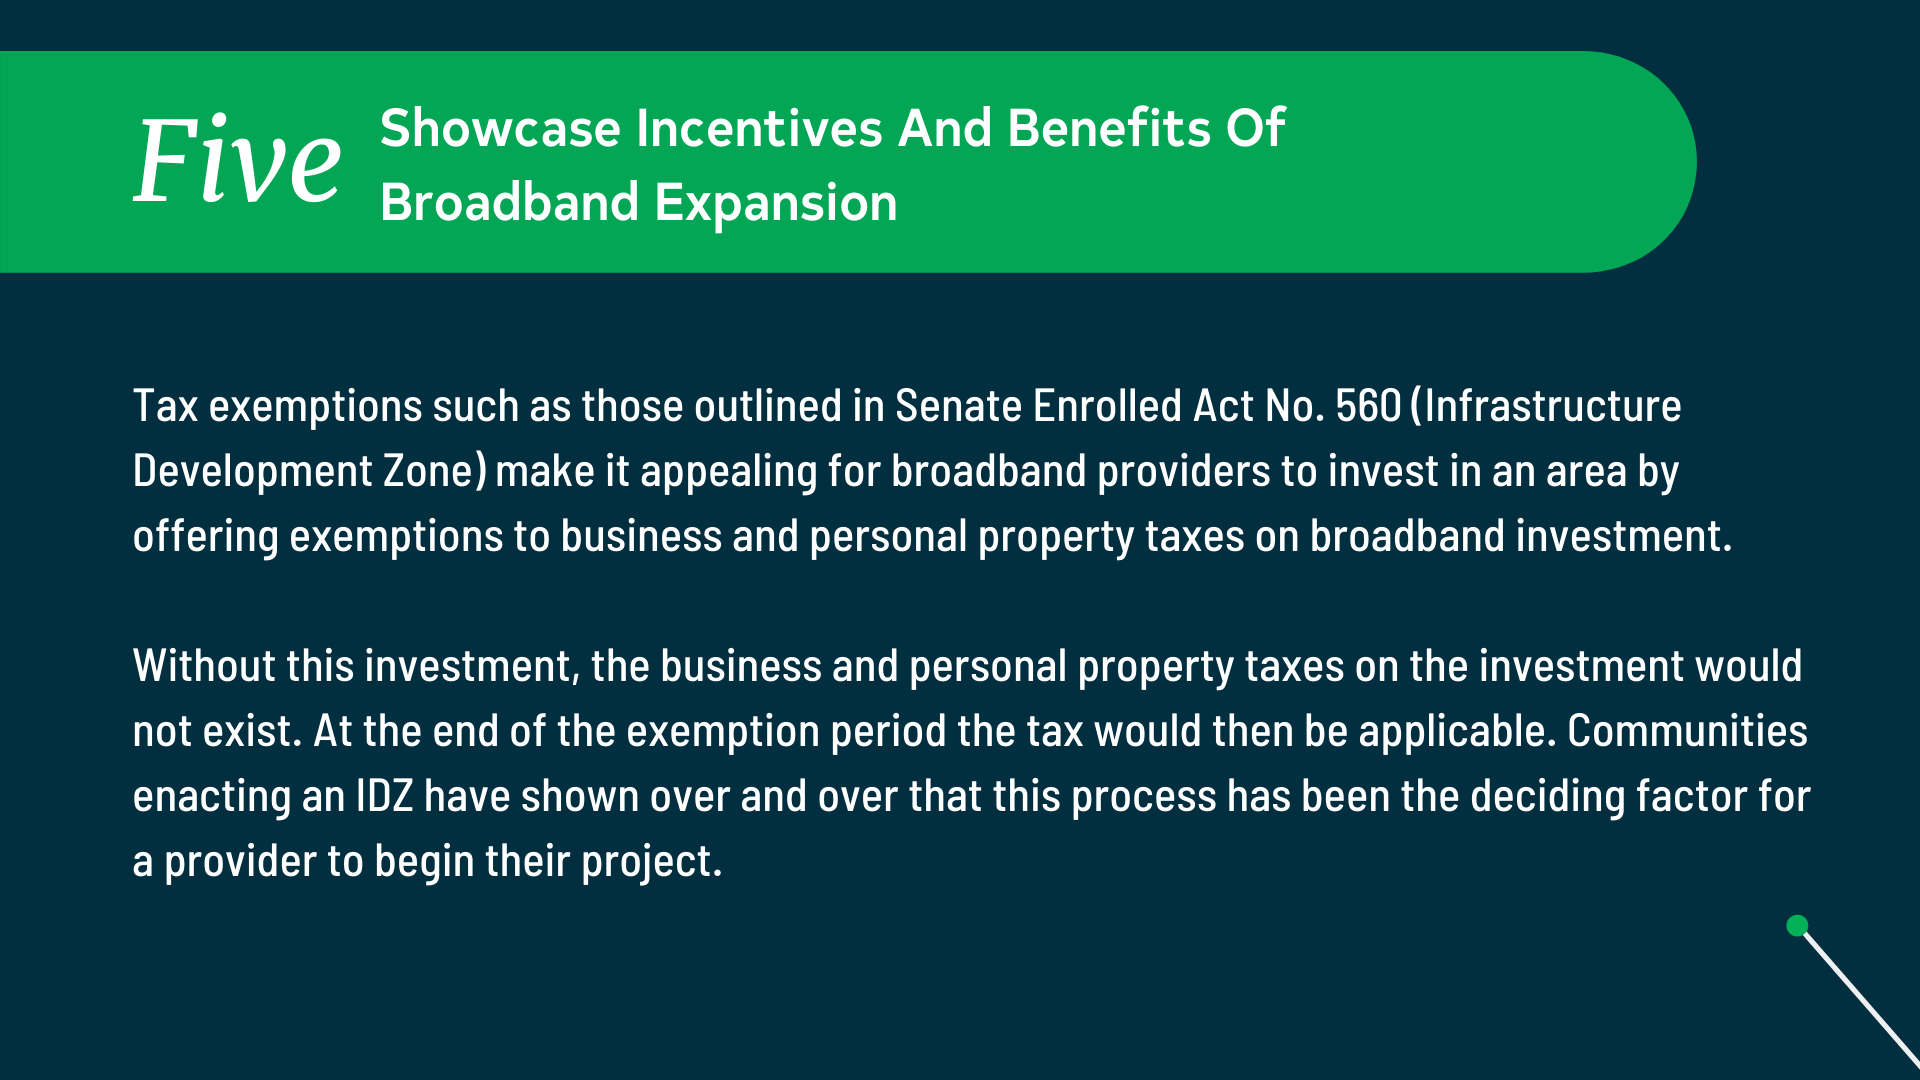 Five
Showcase Incentives And Benefits Of
Broadband Expansion
Tax exemptions such as those outlined in Senate Enrolled Act No. 560 (Infrastructure
Development Zone) make it appealing for broadband providers to invest in an area by
offering exemptions to business and personal property taxes on broadband investment.
Without this investment, the business and personal property taxes on the investment would
not exist. At the end of the exemption period the tax would then be applicable. Communities
enacting an IDZ have shown over and over that this process has been the deciding factor for
a provider to begin their project.